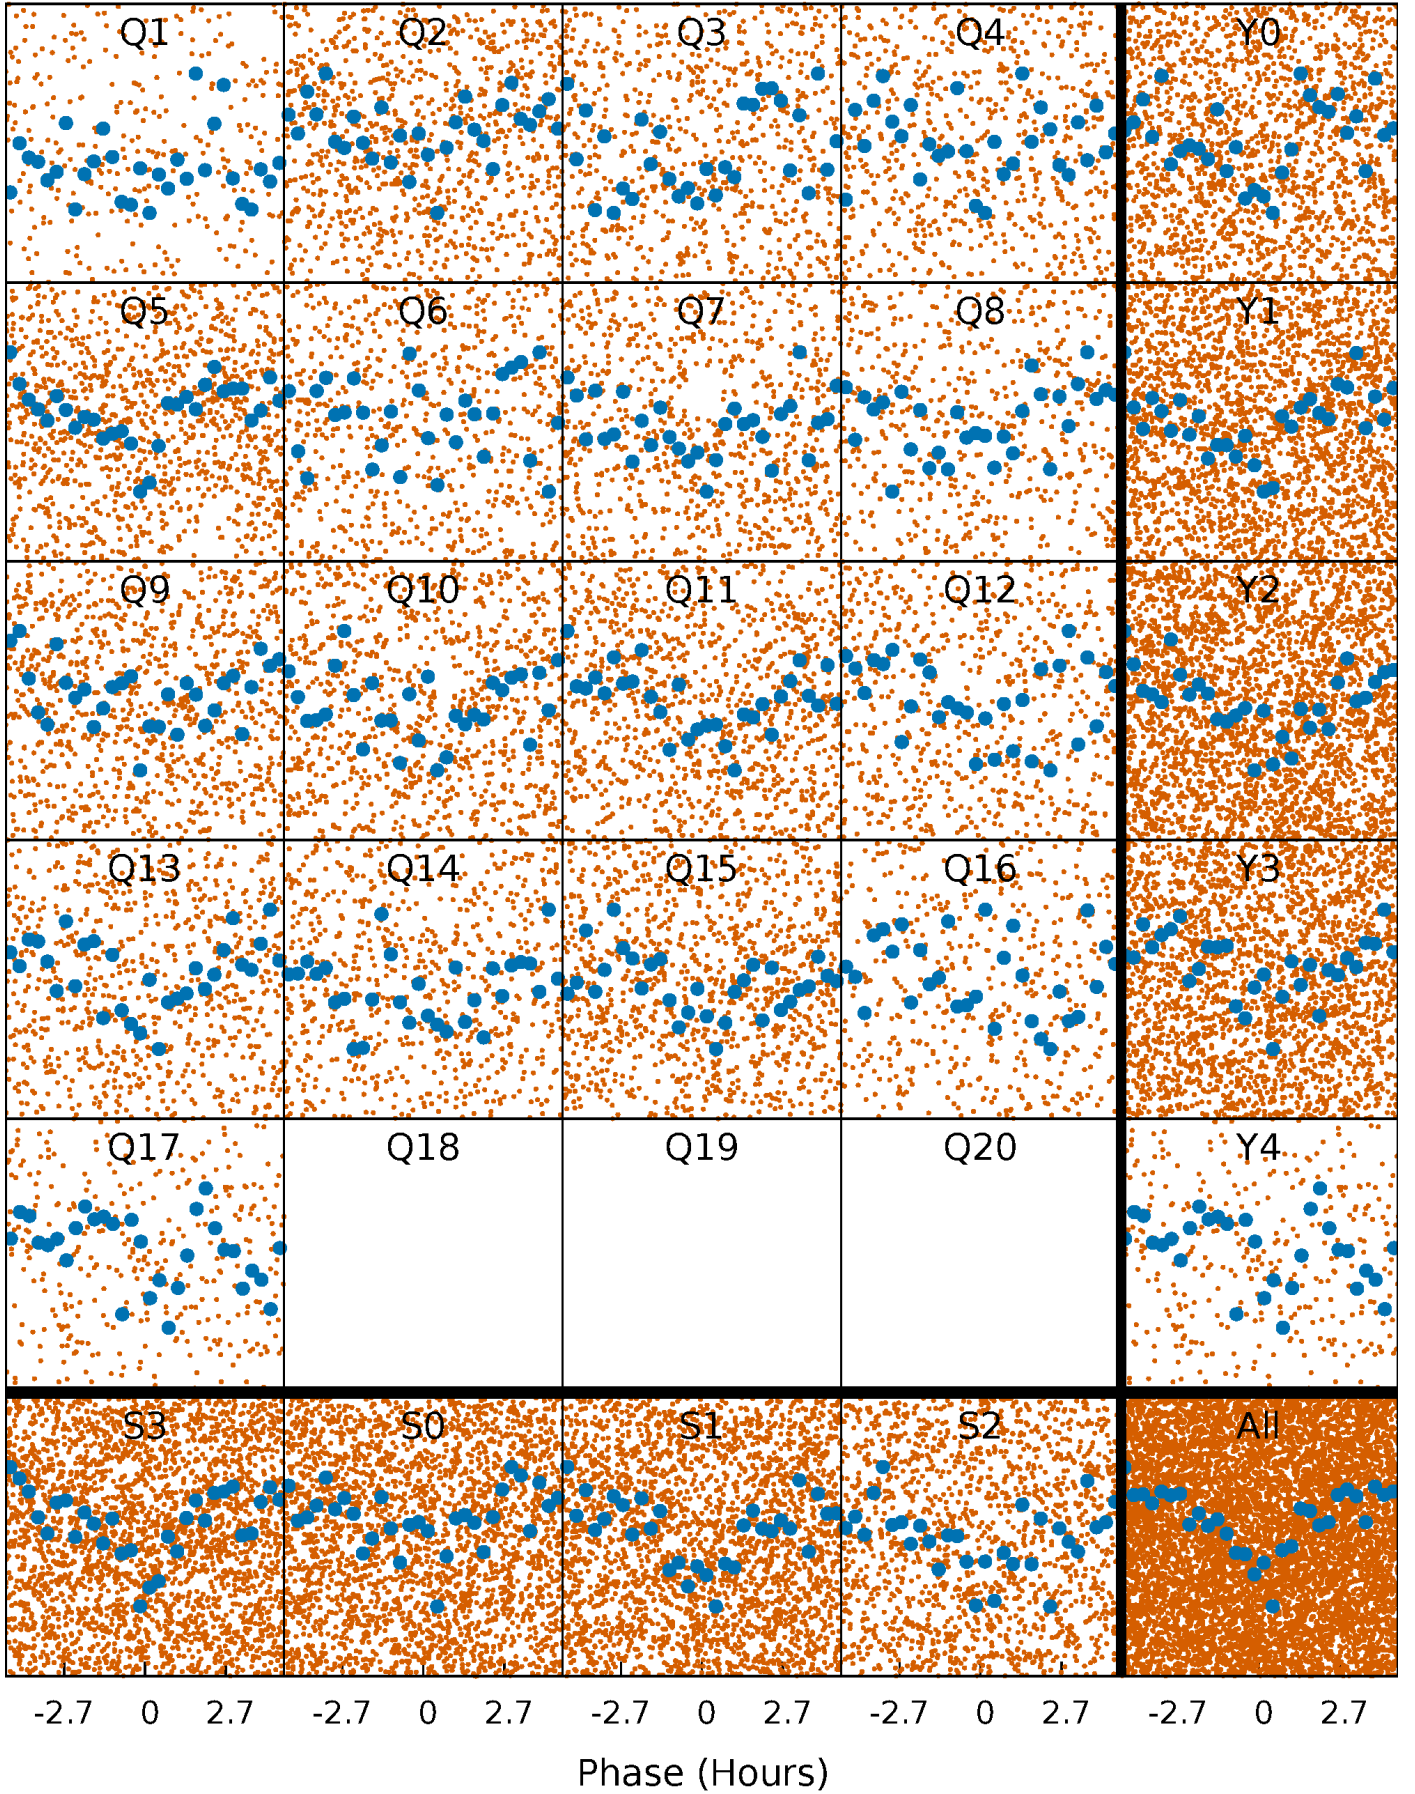 Q1 Q2 Q3 Q4 Y0
Q5 Q6 Q7 Q8 Y1
Q9 Q10 Q11 Q12 Y2
Q13 Q14 Q15 Q16 Y3
Q17 Q18 Q19 Q20 Y4
S3 S0 S1 S2 All
-2.7 0 2.7 -2.7 0 2.7 -2.7 0 2.7 -2.7 0 2.7 -2.7 0 2.7
Phase (Hours)